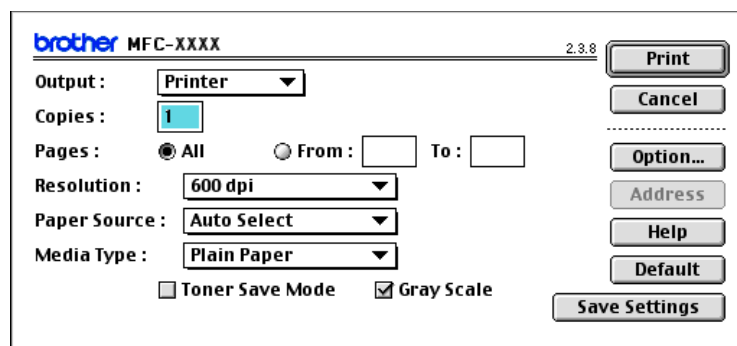 brother MFC-XXXX 2.3.8 Print
Output : Printer
Cancel
Copies : 1
Pages : All From : To : Option...
Resolution : 600 dpi Address
Paper Source : Auto Select Help
Media Type : Plain Paper Default
Toner Save Mode Gray Scale Save Settings